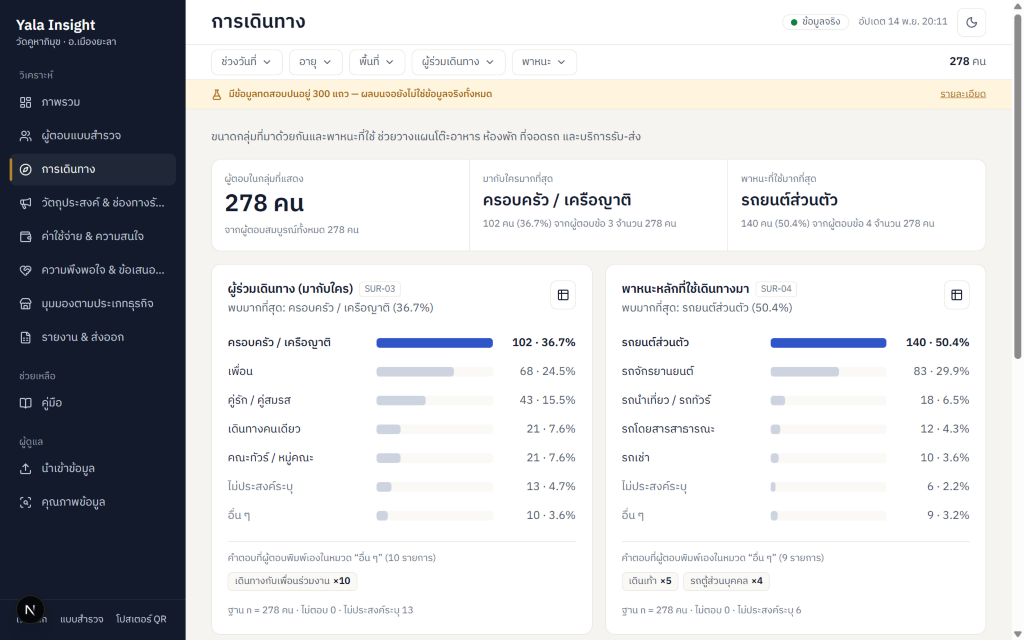 Yala Insight
วัดคูหาภิมุข · อ.เมืองยะลา
วิเคราะห์
ภาพรวม
ผู้ตอบแบบสำรวจ
การเดินทาง
วัตถุประสงค์ & ช่องทางรั...
ค่าใช้จ่าย & ความสนใจ
ความพึงพอใจ & ข้อเสนอ...
มุมมองตามประเภทธุรกิจ
รายงาน & ส่งออก
ช่วยเหลือ
คู่มือ
ผู้ดูแล
นำเข้าข้อมูล
คุณภาพข้อมูล
N
แบบสำรวจ
โปสเตอร์ QR
การเดินทาง
ข้อมูลจริง
อัปเดต 14 พ.ย. 20:11
ช่วงวันที่
อายุ
พื้นที่
ผู้ร่วมเดินทาง
พาหนะ
278 คน
มีข้อมูลทดสอบปนอยู่ 300 แถว — ผลบนจอยังไม่ใช่ข้อมูลจริงทั้งหมด
รายละเอียด
ขนาดกลุ่มที่มาด้วยกันและพาหนะที่ใช้ ช่วยวางแผนโต๊ะอาหาร ห้องพัก ที่จอดรถ และบริการรับ-ส่ง
ผู้ตอบในกลุ่มที่แสดง
278 คน
จากผู้ตอบสมบูรณ์ทั้งหมด 278 คน
มากับใครมากที่สุด
ครอบครัว / เครือญาติ
102 คน (36.7%) จากผู้ตอบข้อ 3 จำนวน 278 คน
พาหนะที่ใช้มากที่สุด
รถยนต์ส่วนตัว
140 คน (50.4%) จากผู้ตอบข้อ 4 จำนวน 278 คน
ผู้ร่วมเดินทาง (มากับใคร) SUR-03
พบมากที่สุด: ครอบครัว / เครือญาติ (36.7%)
ครอบครัว / เครือญาติ 102 · 36.7%
เพื่อน 68 · 24.5%
คู่รัก / คู่สมรส 43 · 15.5%
เดินทางคนเดียว 21 · 7.6%
คณะทัวร์ / หมู่คณะ 21 · 7.6%
ไม่ประสงค์ระบุ 13 · 4.7%
อื่น ๆ 10 · 3.6%
คำตอบที่ผู้ตอบพิมพ์เองในหมวด “อื่น ๆ” (10 รายการ)
เดินทางกับเพื่อนร่วมงาน ×10
ฐาน n = 278 คน · ไม่ตอบ 0 · ไม่ประสงค์ระบุ 13
พาหนะหลักที่ใช้เดินทางมา SUR-04
พบมากที่สุด: รถยนต์ส่วนตัว (50.4%)
รถยนต์ส่วนตัว 140 · 50.4%
รถจักรยานยนต์ 83 · 29.9%
รถนำเที่ยว / รถทัวร์ 18 · 6.5%
รถโดยสารสาธารณะ 12 · 4.3%
รถเช่า 10 · 3.6%
ไม่ประสงค์ระบุ 6 · 2.2%
อื่น ๆ 9 · 3.2%
คำตอบที่ผู้ตอบพิมพ์เองในหมวด “อื่น ๆ” (9 รายการ)
เดินเท้า ×5 รถตู้ส่วนบุคคล ×4
ฐาน n = 278 คน · ไม่ตอบ 0 · ไม่ประสงค์ระบุ 6